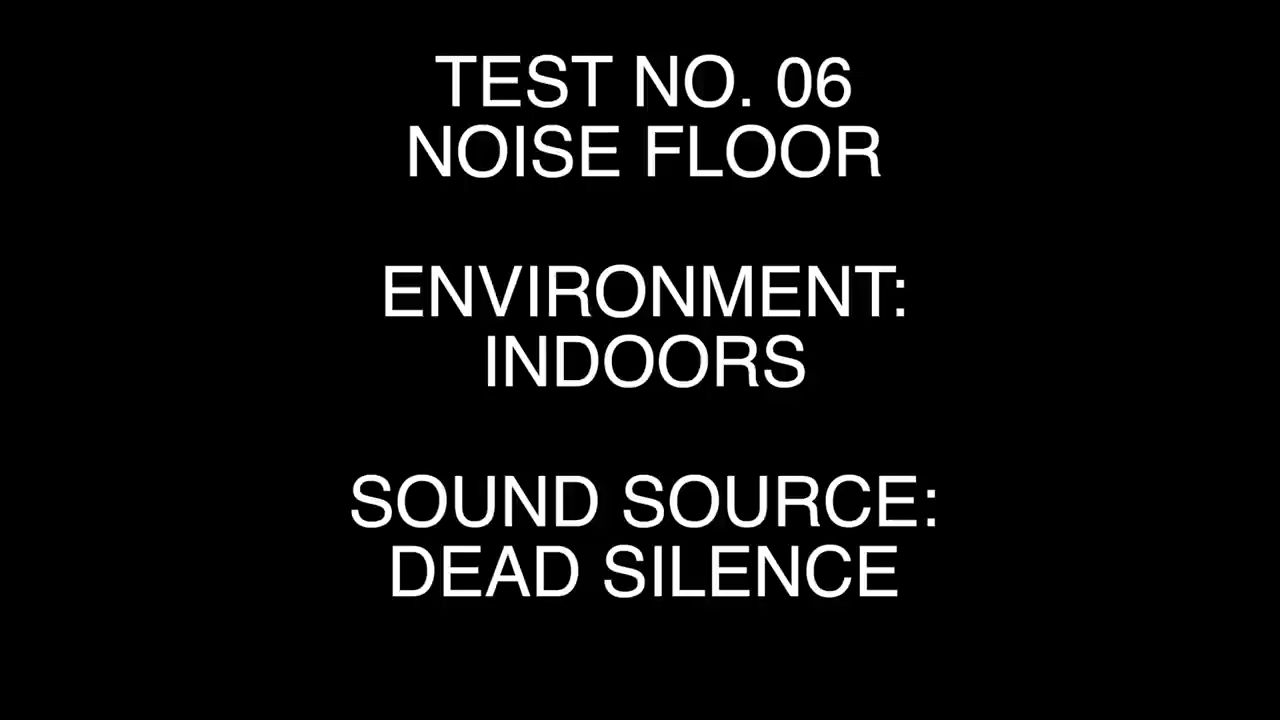 TEST NO. 06
NOISE FLOOR
ENVIRONMENT:
INDOORS
SOUND SOURCE:
DEAD SILENCE